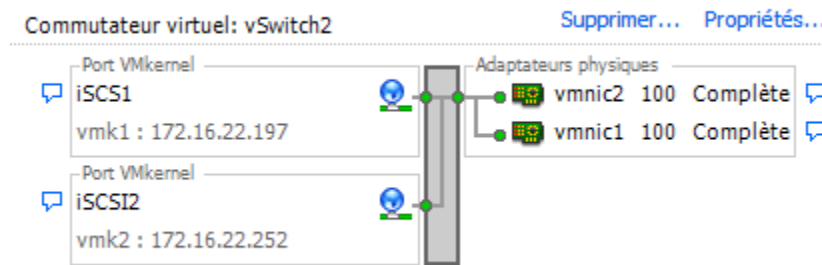 Commutateur virtuel: vSwitch2 Supprimer... Propriétés...
Port VMkernel
iSCS1
vmk1 : 172.16.22.197
Adaptateurs physiques
vmnic2 100 Complète
vmnic1 100 Complète
Port VMkernel
iSCSI2
vmk2 : 172.16.22.252